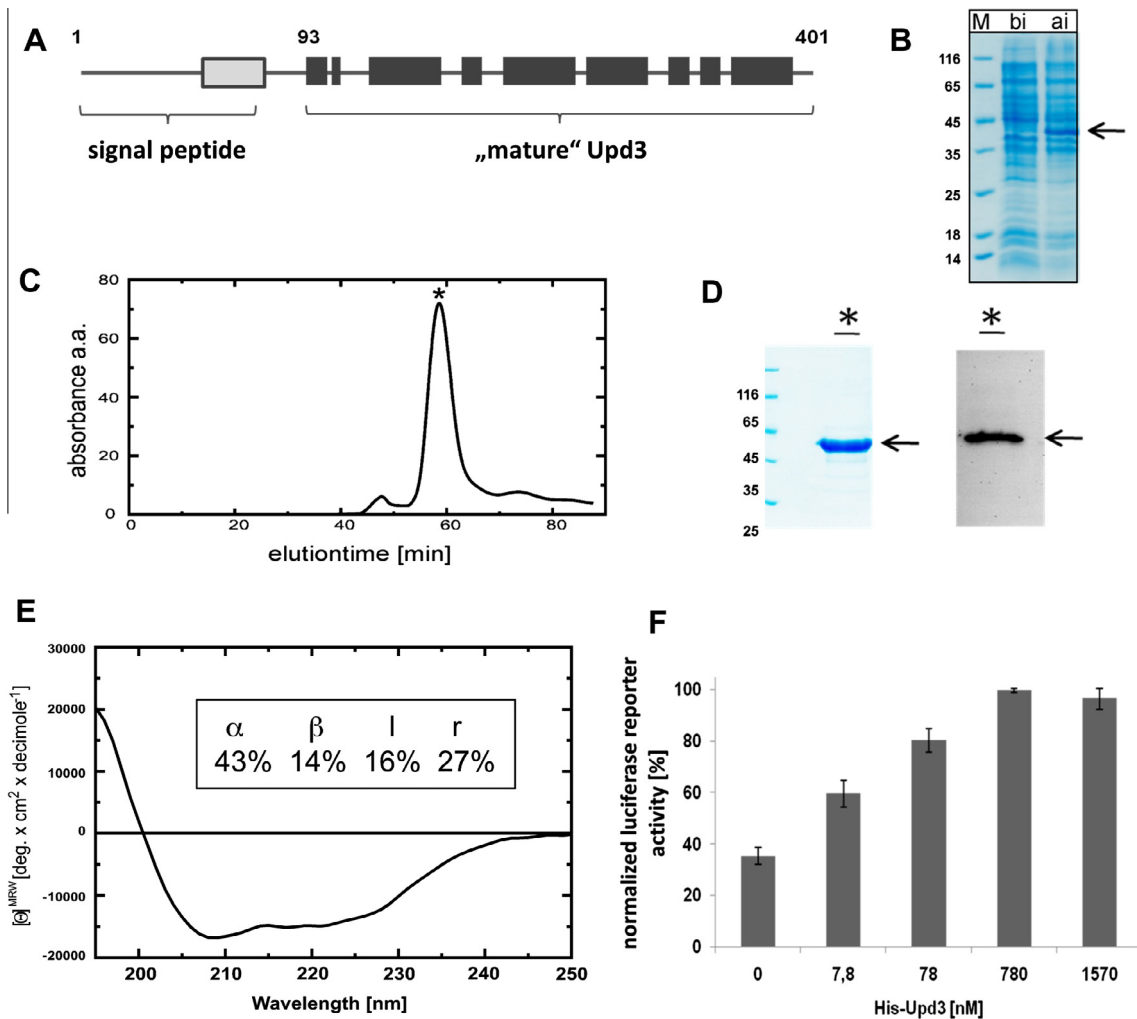 A
1 93 401
signal peptide „mature“ Upd3
B
M bi ai
116
65
45
35
25
18
14
C
80
60
40
20
0
absorbance a.a.
*
0 20 40 60 80
elutiontime [min]
D
* *
116
65
45
35
25
E
30000
20000
10000
0
-10000
-20000
[Θ]MRW [deg. x cm² x decimole⁻¹]
α β l r
43% 14% 16% 27%
200 210 220 230 240 250
Wavelength [nm]
F
normalized luciferase reporter
activity [%]
100
80
60
40
20
0
0 7,8 78 780 1570
His-Upd3 [nM]